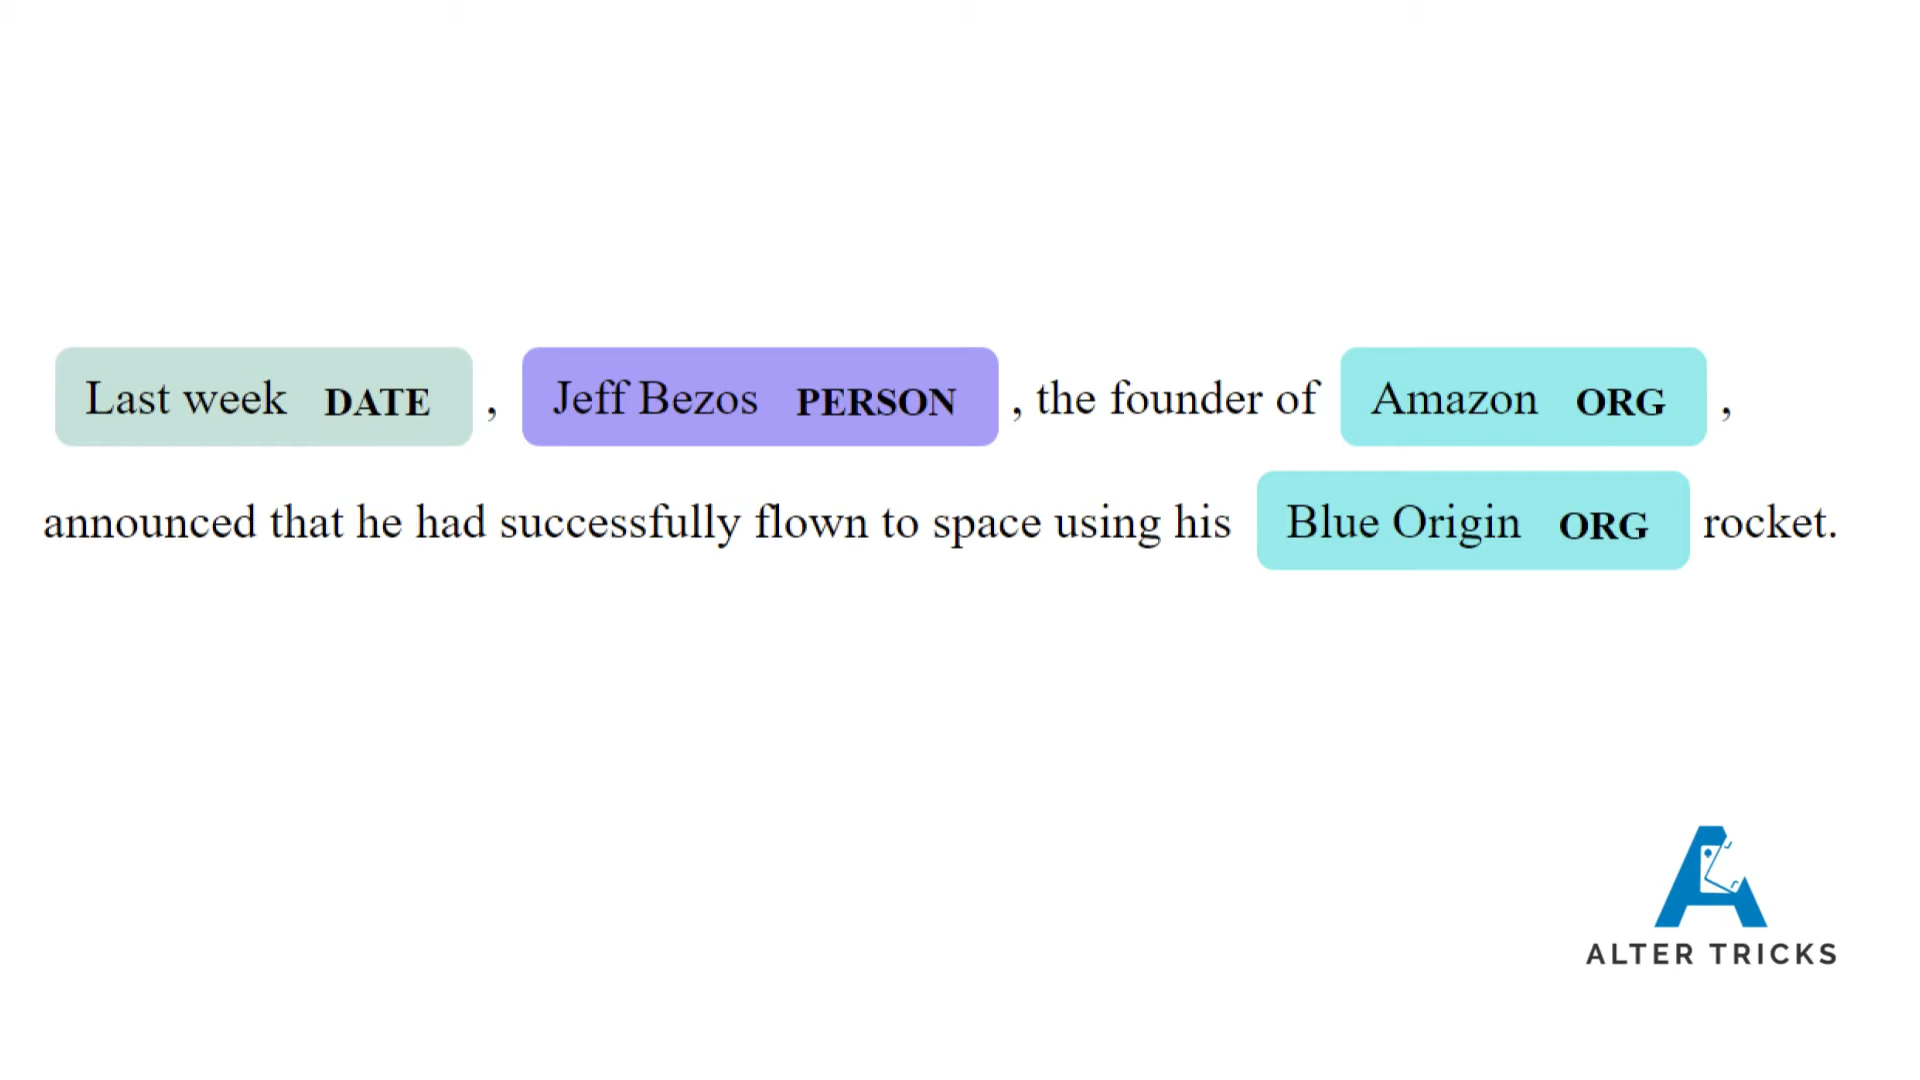 Last week DATE , Jeff Bezos PERSON , the founder of Amazon ORG ,
announced that he had successfully flown to space using his Blue Origin ORG rocket.
ALTER TRICKS